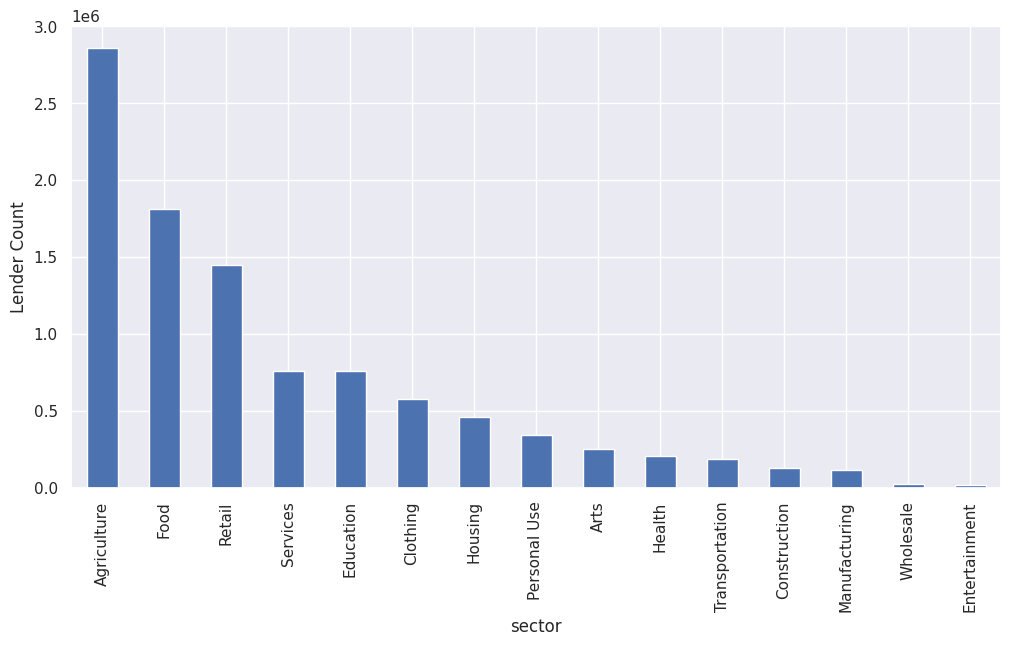 1e6
3.0
2.5
2.0
1.5
1.0
0.5
0.0
Lender Count
Agriculture
Food
Retail
Services
Education
Clothing
Housing
Personal Use
Arts
Health
Transportation
Construction
Manufacturing
Wholesale
Entertainment
sector